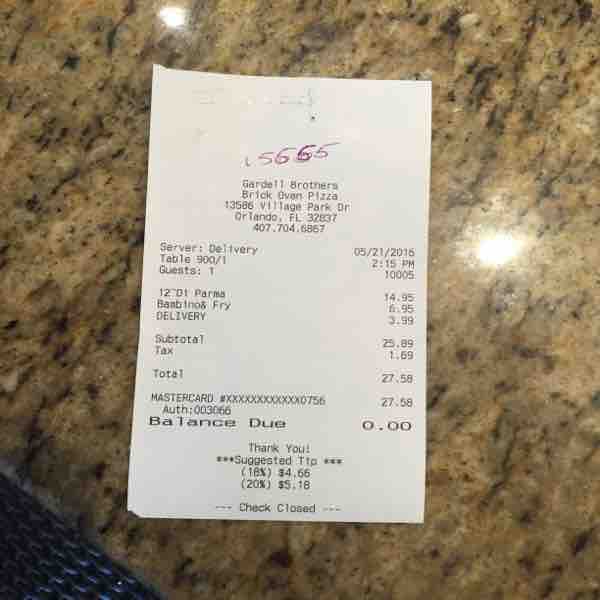 15665
Gardell Brothers
Brick Oven Pizza
13586 Village Park Dr
Orlando, FL 32837
407.704.6867
Server: Delivery 05/21/2016
Table 900/1 2:15 PM
Guests: 1 10005
12"Di Parma 14.95
Bambino& Fry 6.95
DELIVERY 3.99
Subtotal 25.89
Tax 1.69
Total 27.58
MASTERCARD #XXXXXXXXXXXX0756 27.58
Auth:003066
Balance Due 0.00
Thank You!
***Suggested Tip ***
(18%) $4.66
(20%) $5.18
--- Check Closed ---